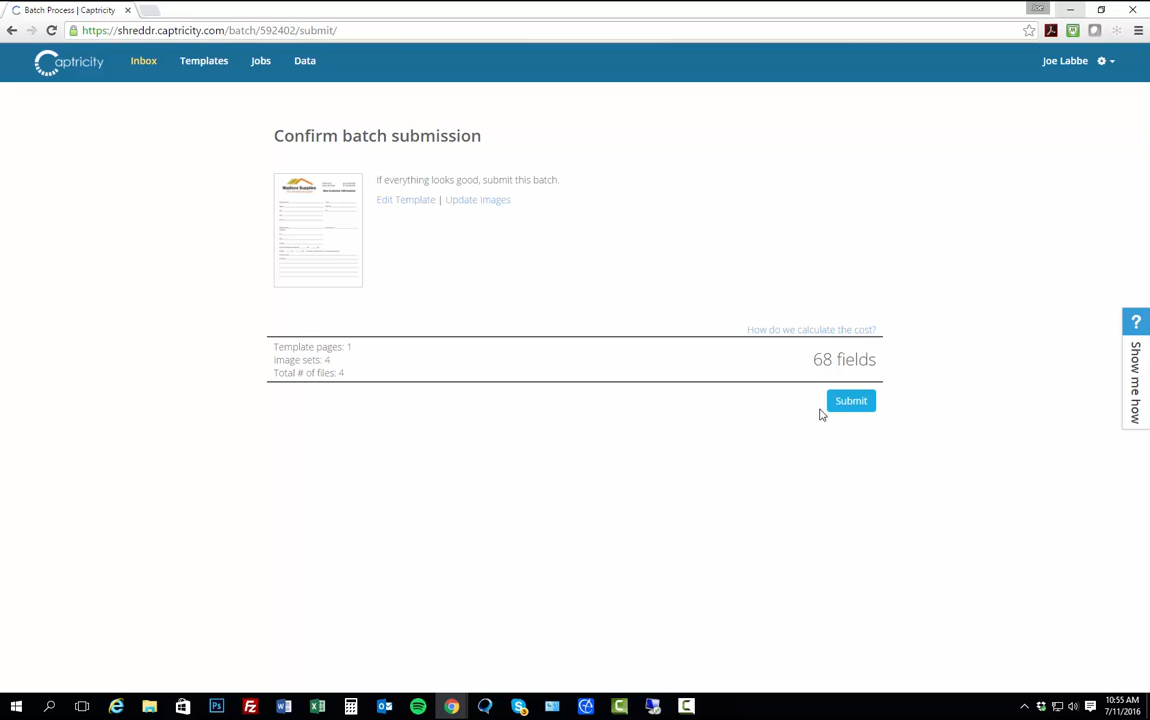 Batch Process | Captricity
Joe
https://shreddr.captricity.com/batch/592402/submit/
Captricity
Inbox
Templates
Jobs
Data
Joe Labbe
Confirm batch submission
Madison Supplies
If everything looks good, submit this batch.
Edit Template | Update Images
How do we calculate the cost?
Template pages: 1
Image sets: 4
Total # of files: 4
68 fields
Submit
? Show me how
10:55 AM
7/11/2016